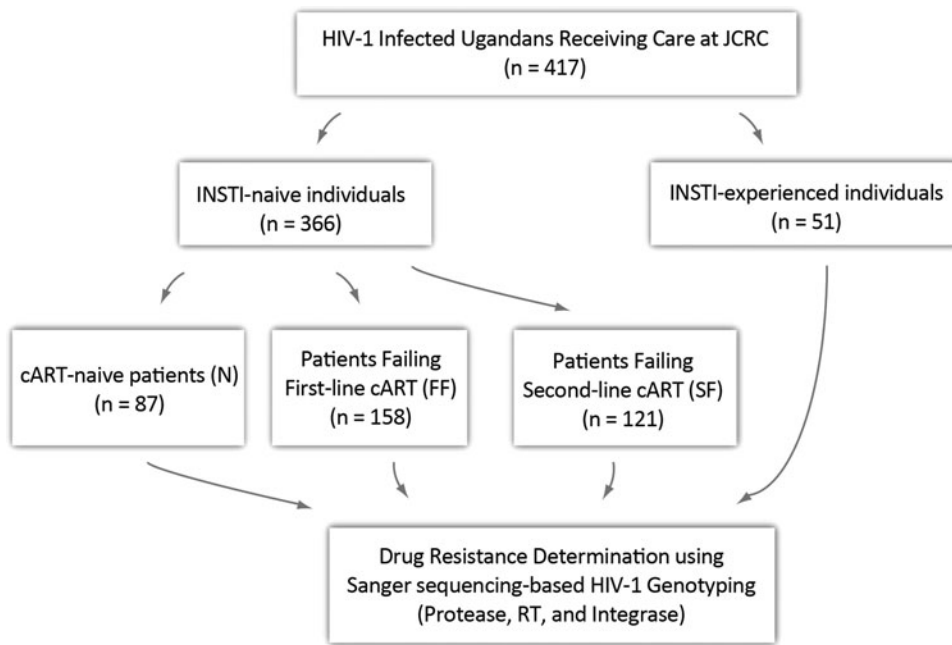 HIV-1 Infected Ugandans Receiving Care at JCRC
(n = 417)
INSTI-naive individuals
(n = 366)
INSTI-experienced individuals
(n = 51)
cART-naive patients (N)
(n = 87)
Patients Failing
First-line cART (FF)
(n = 158)
Patients Failing
Second-line cART (SF)
(n = 121)
Drug Resistance Determination using
Sanger sequencing-based HIV-1 Genotyping
(Protease, RT, and Integrase)